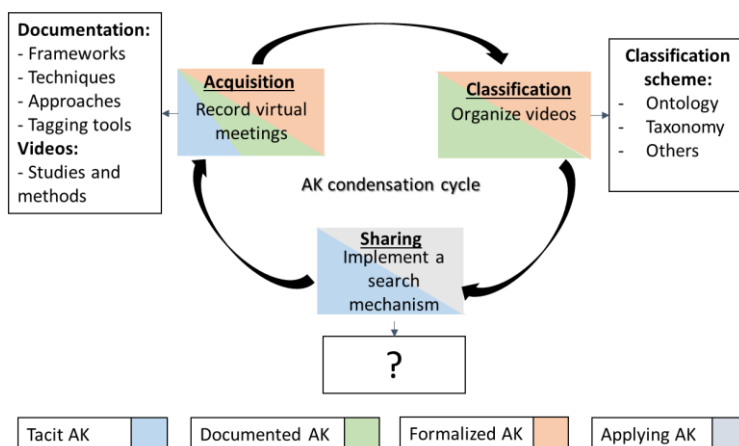 Documentation:
- Frameworks
- Techniques
- Approaches
- Tagging tools
Videos:
- Studies and
methods
Acquisition
Record virtual
meetings
Classification
Organize videos
Classification
scheme:
- Ontology
- Taxonomy
- Others
AK condensation cycle
Sharing
Implement a
search
mechanism
?
Tacit AK
Documented AK
Formalized AK
Applying AK